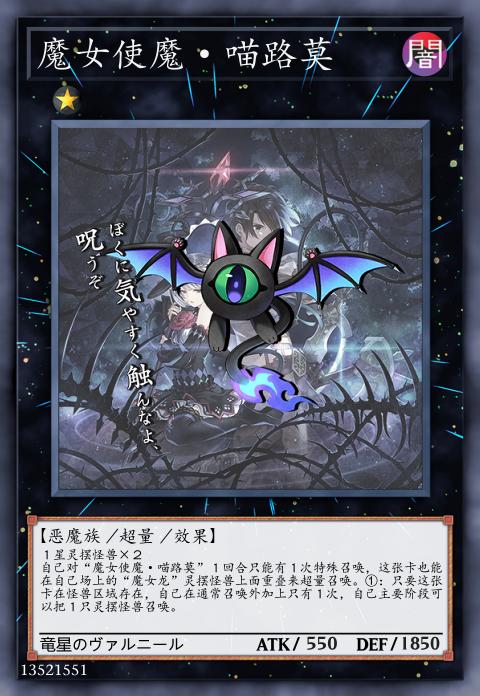 魔女使魔・喵路莫
闇
ぼくに気やすく触んなよ、
呪うぞ
【恶魔族／超量／效果】
1星灵摆怪兽×2
自己对“魔女使魔・喵路莫”1回合只能有1次特殊召唤，这张卡也能
在自己场上的“魔女龙”灵摆怪兽上面重叠来超量召唤。①：只要这张
卡在怪兽区域存在，自己在通常召唤外加上只有1次，自己主要阶段可
以把1只灵摆怪兽召唤。
竜星のヴァルニール
ATK/ 550 DEF/1850
13521551